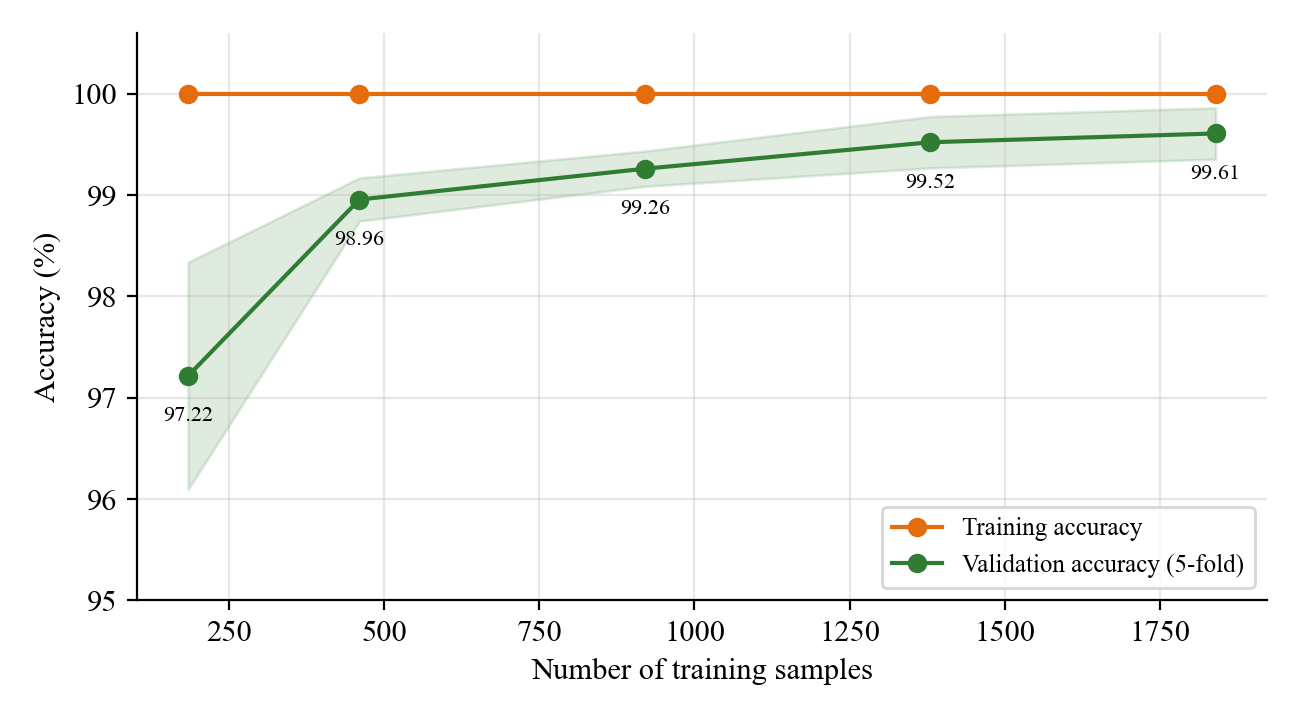 100
99
98
97
96
95
Accuracy (%)
97.22
98.96
99.26
99.52
99.61
Training accuracy
Validation accuracy (5-fold)
250 500 750 1000 1250 1500 1750
Number of training samples